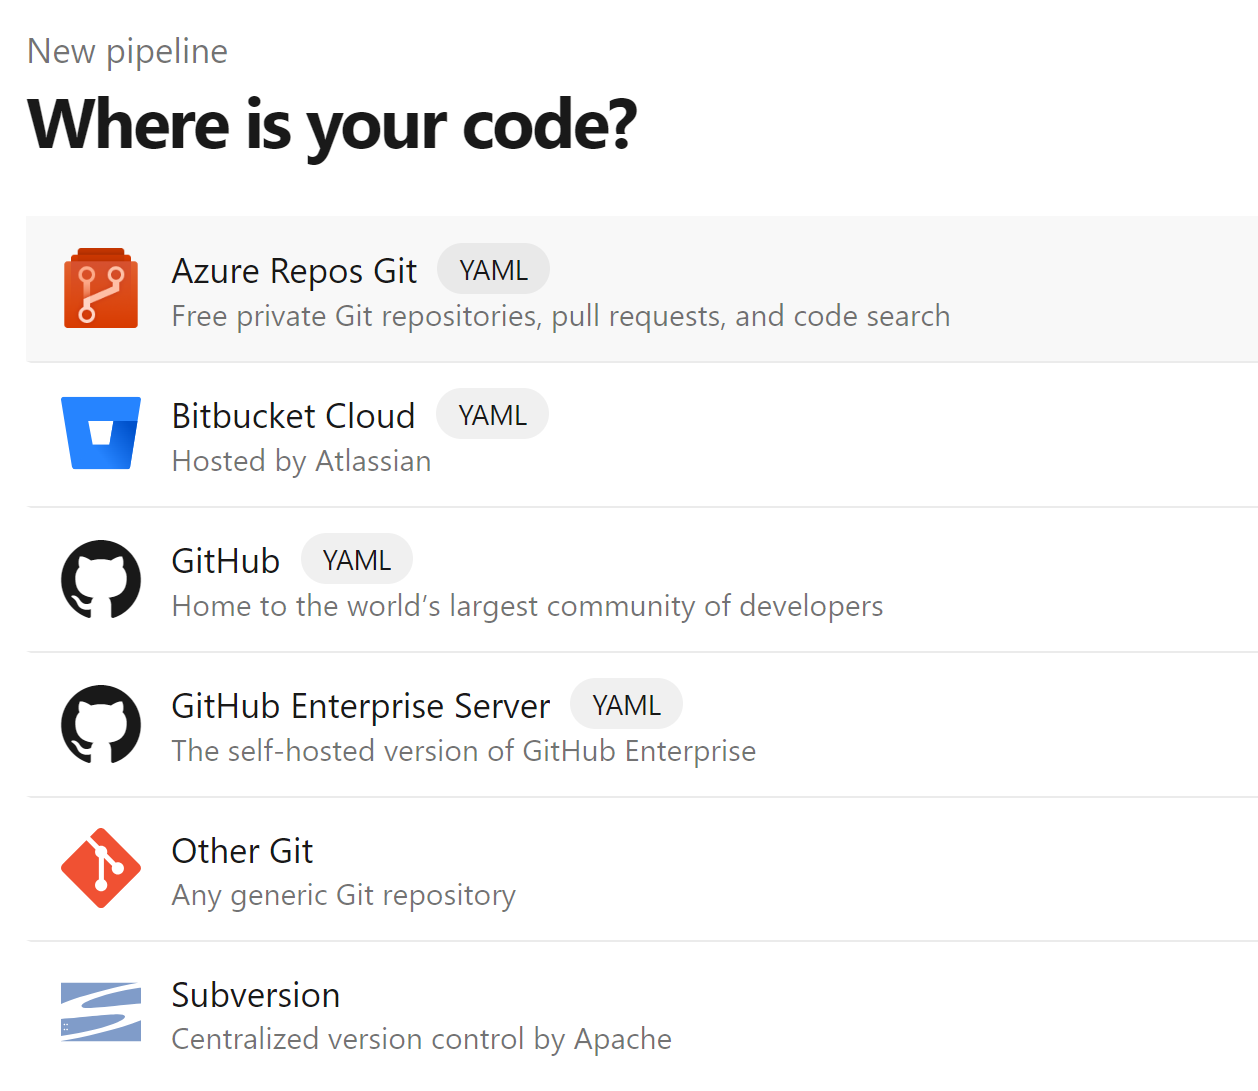 New pipeline
Where is your code?
Azure Repos Git YAML
Free private Git repositories, pull requests, and code search
Bitbucket Cloud YAML
Hosted by Atlassian
GitHub YAML
Home to the world’s largest community of developers
GitHub Enterprise Server YAML
The self-hosted version of GitHub Enterprise
Other Git
Any generic Git repository
Subversion
Centralized version control by Apache